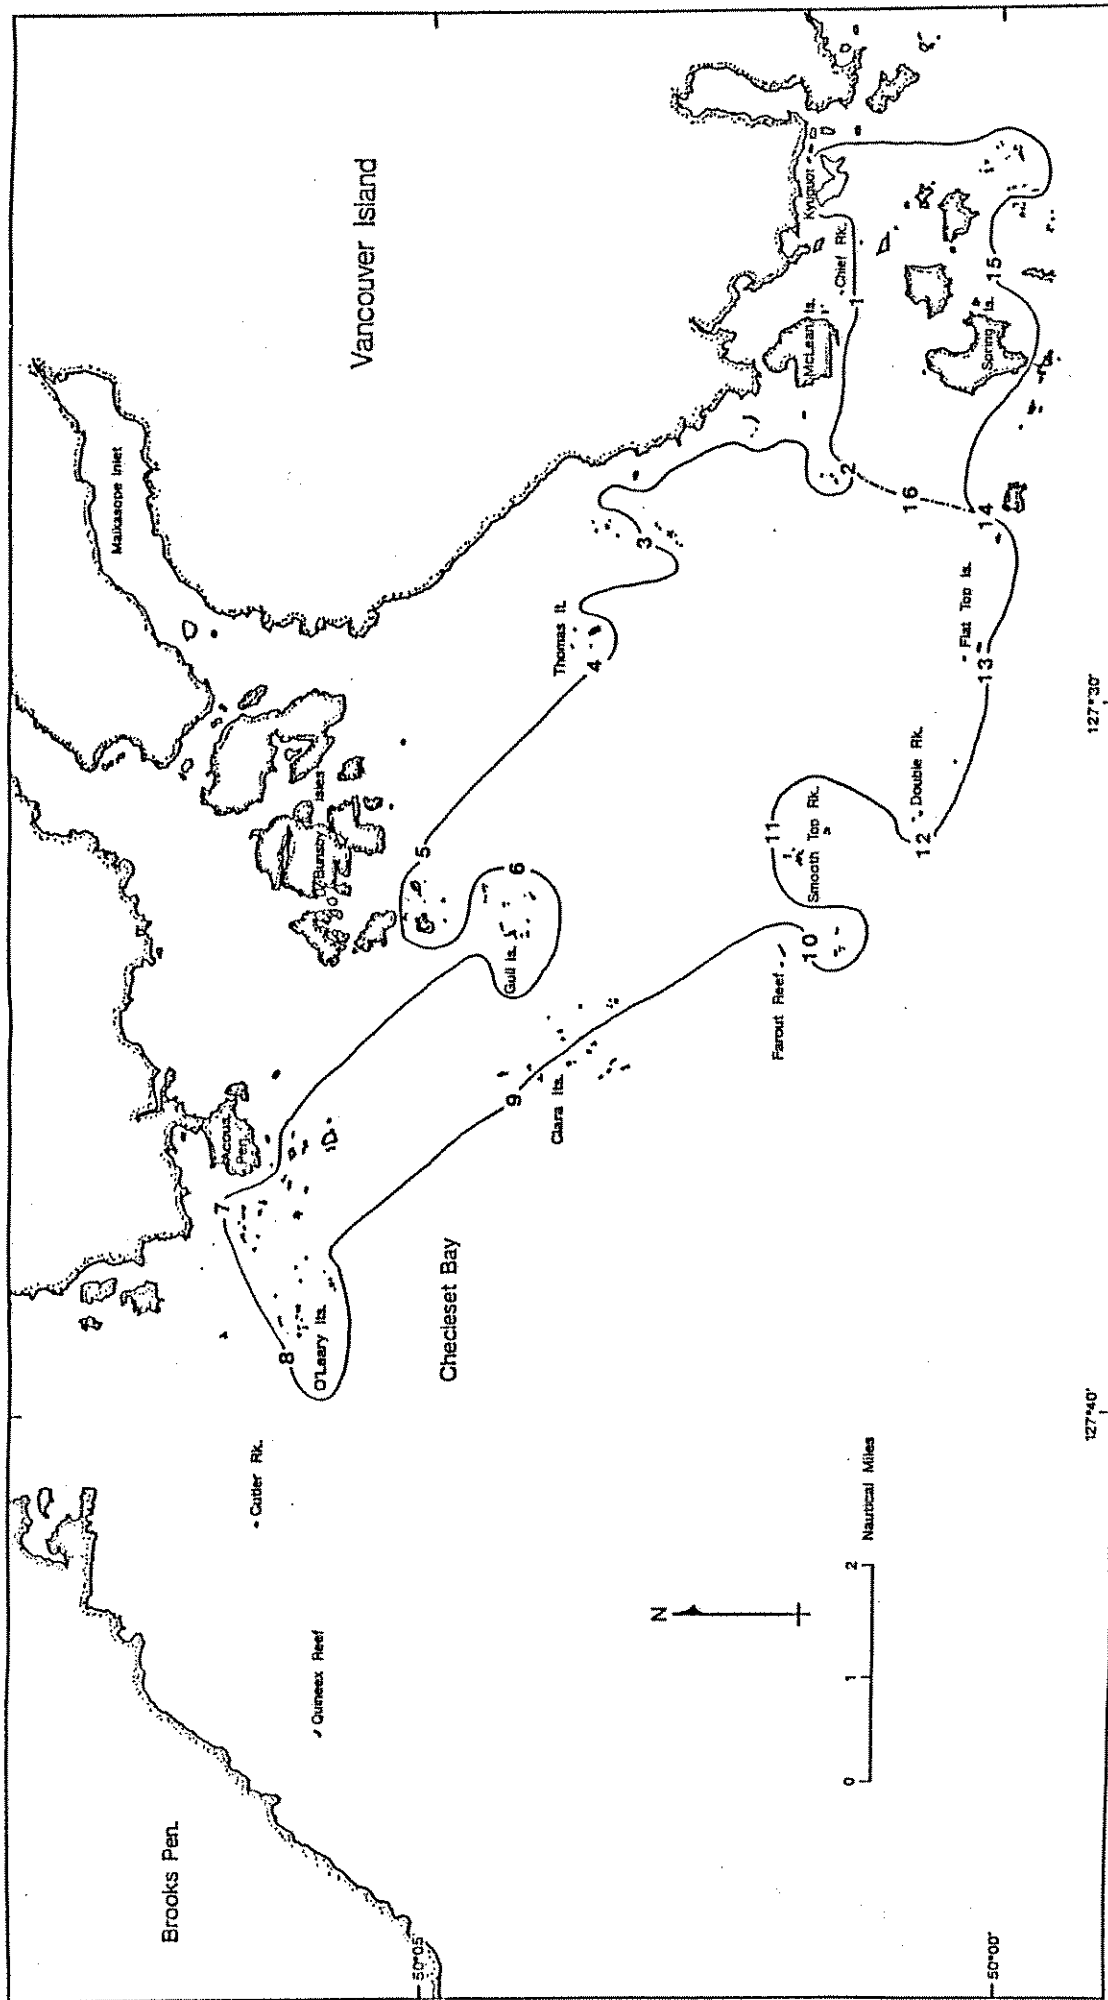 Brooks Pen.
Vancouver Island
Malkasope Inlet
Acous
Pen.
Bunsby Isles
Cutler Rk.
Quineex Reef
O'Leary Its.
Checleset Bay
Gull Is.
Clara Its.
Thomas It.
McLean Is.
Chief Rk.
Kyuquot
Farout Reef
Smooth Top Rk.
Double Rk.
Flat Top Is.
Spring
Is.
1
2
3
4
5
6
7
8
9
10
11
12
13
14
15
16
N
0
1
2
Nautical Miles
50°05'
50°00'
127°40'
127°30'